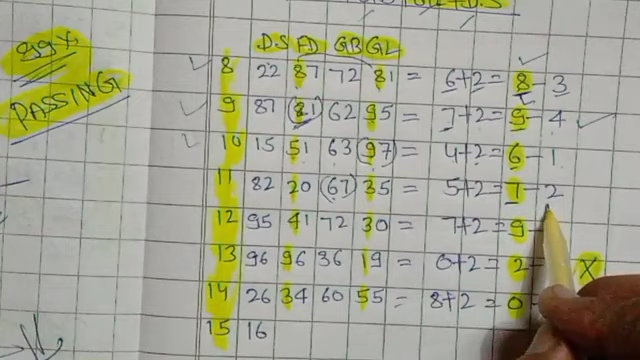 99%
PASSING
DS FD GB GL
8 22 87 72 81 = 6+2= 8-3
9 87 81 62 95 = 7+2= 9-4
10 15 51 63 97 = 4+2= 6-1
11 82 20 67 35 = 5+2= 7-2
12 95 41 72 30 = 7+2= 9-
13 96 96 36 19 = 0+2= 2- X
14 26 34 60 55 = 8+2= 0-
15 16